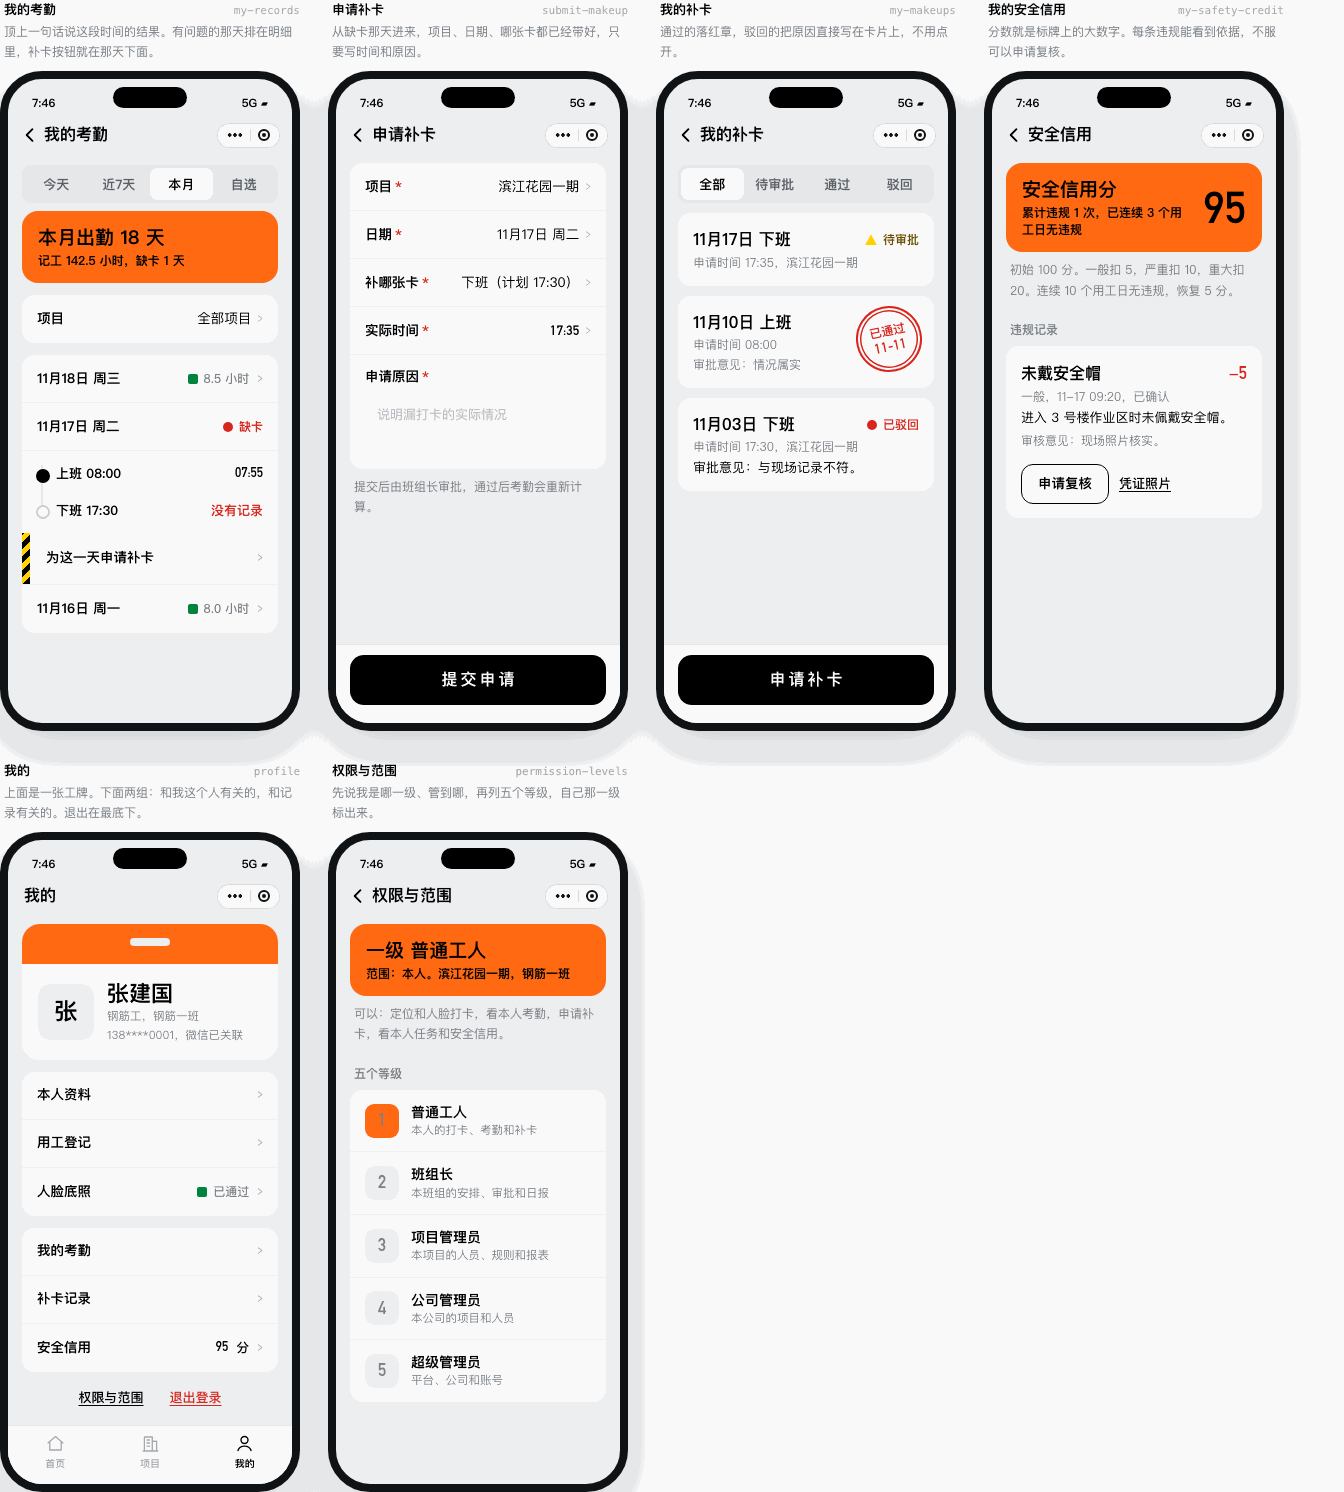 我的考勤 my-records
顶上一句话说这段时间的结果。有问题的那天排在明细
里，补卡按钮就在那天下面。
7:46 5G
我的考勤
今天 近7天 本月 自选
本月出勤 18 天
记工 142.5 小时，缺卡 1 天
项目 全部项目
11月18日 周三 8.5 小时
11月17日 周二 缺卡
上班 08:00 07:55
下班 17:30 没有记录
为这一天申请补卡
11月16日 周一 8.0 小时
申请补卡 submit-makeup
从缺卡那天进来，项目、日期、哪张卡都已经带好，只
要写时间和原因。
7:46 5G
申请补卡
项目* 滨江花园一期
日期* 11月17日 周二
补哪张卡* 下班（计划 17:30）
实际时间* 17:35
申请原因*
说明漏打卡的实际情况
提交后由班组长审批，通过后考勤会重新计
算。
提交申请
我的补卡 my-makeups
通过的落红章，驳回的把原因直接写在卡片上，不用点
开。
7:46 5G
我的补卡
全部 待审批 通过 驳回
11月17日 下班 待审批
申请时间 17:35，滨江花园一期
11月10日 上班
申请时间 08:00
审批意见：情况属实
已通过
11-11
11月03日 下班 已驳回
申请时间 17:30，滨江花园一期
审批意见：与现场记录不符。
申请补卡
我的安全信用 my-safety-credit
分数就是标牌上的大数字。每条违规能看到依据，不服
可以申请复核。
7:46 5G
安全信用
安全信用分 95
累计违规 1 次，已连续 3 个用
工日无违规
初始 100 分。一般扣 5，严重扣 10，重大扣
20。连续 10 个用工日无违规，恢复 5 分。
违规记录
未戴安全帽 −5
一般，11-17 09:20，已确认
进入 3 号楼作业区时未佩戴安全帽。
审核意见：现场照片核实。
申请复核 凭证照片
我的 profile
上面是一张工牌。下面两组：和我这个人有关的，和记
录有关的。退出在最底下。
7:46 5G
我的
张
张建国
钢筋工，钢筋一班
138****0001，微信已关联
本人资料
用工登记
人脸底照 已通过
我的考勤
补卡记录
安全信用 95 分
权限与范围 退出登录
首页 项目 我的
权限与范围 permission-levels
先说我是哪一级、管到哪，再列五个等级，自己那一级
标出来。
7:46 5G
权限与范围
一级 普通工人
范围：本人。滨江花园一期，钢筋一班
可以：定位和人脸打卡，看本人考勤，申请补
卡，看本人任务和安全信用。
五个等级
1 普通工人
本人的打卡、考勤和补卡
2 班组长
本班组的安排、审批和日报
3 项目管理员
本项目的人员、规则和报表
4 公司管理员
本公司的项目和人员
5 超级管理员
平台、公司和账号